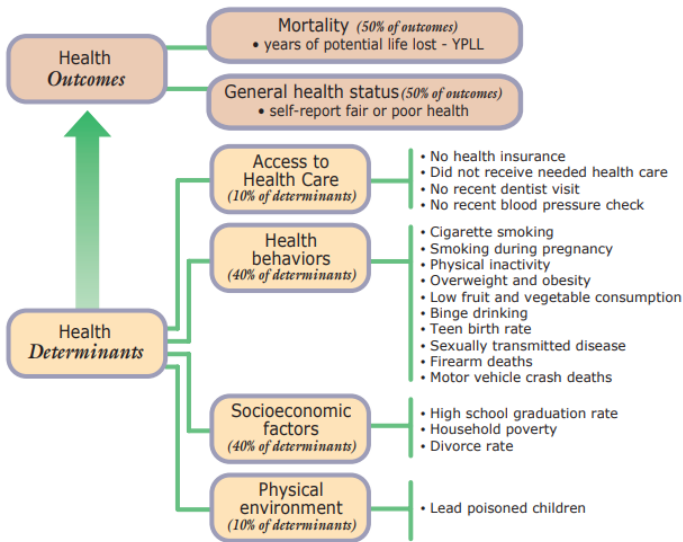 Health
Outcomes
Mortality (50% of outcomes)
• years of potential life lost - YPLL
General health status (50% of outcomes)
• self-report fair or poor health
Health
Determinants
Access to
Health Care
(10% of determinants)
• No health insurance
• Did not receive needed health care
• No recent dentist visit
• No recent blood pressure check
Health
behaviors
(40% of determinants)
• Cigarette smoking
• Smoking during pregnancy
• Physical inactivity
• Overweight and obesity
• Low fruit and vegetable consumption
• Binge drinking
• Teen birth rate
• Sexually transmitted disease
• Firearm deaths
• Motor vehicle crash deaths
Socioeconomic
factors
(40% of determinants)
• High school graduation rate
• Household poverty
• Divorce rate
Physical
environment
(10% of determinants)
• Lead poisoned children